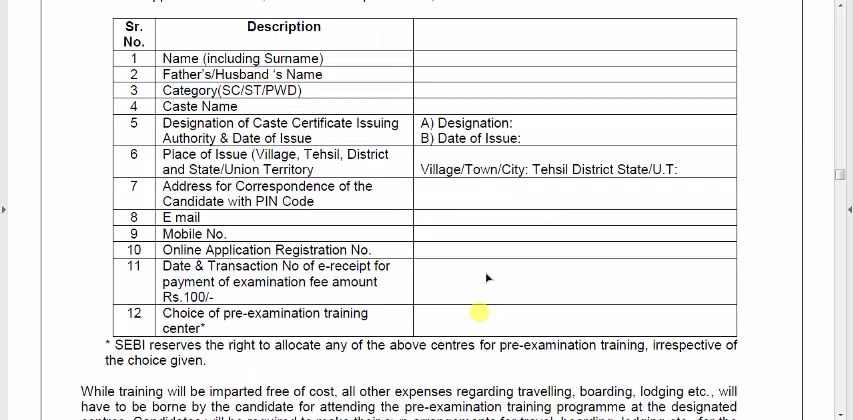 Sr. No. Description
1 Name (including Surname)
2 Father's/Husband 's Name
3 Category(SC/ST/PWD)
4 Caste Name
5 Designation of Caste Certificate Issuing A) Designation:
Authority & Date of Issue B) Date of Issue:
6 Place of Issue (Village, Tehsil, District
and State/Union Territory Village/Town/City: Tehsil District State/U.T:
7 Address for Correspondence of the
Candidate with PIN Code
8 E mail
9 Mobile No.
10 Online Application Registration No.
11 Date & Transaction No of e-receipt for
payment of examination fee amount
Rs.100/-
12 Choice of pre-examination training
center*
* SEBI reserves the right to allocate any of the above centres for pre-examination training, irrespective of
the choice given.
While training will be imparted free of cost, all other expenses regarding travelling, boarding, lodging etc., will
have to be borne by the candidate for attending the pre-examination training programme at the designated